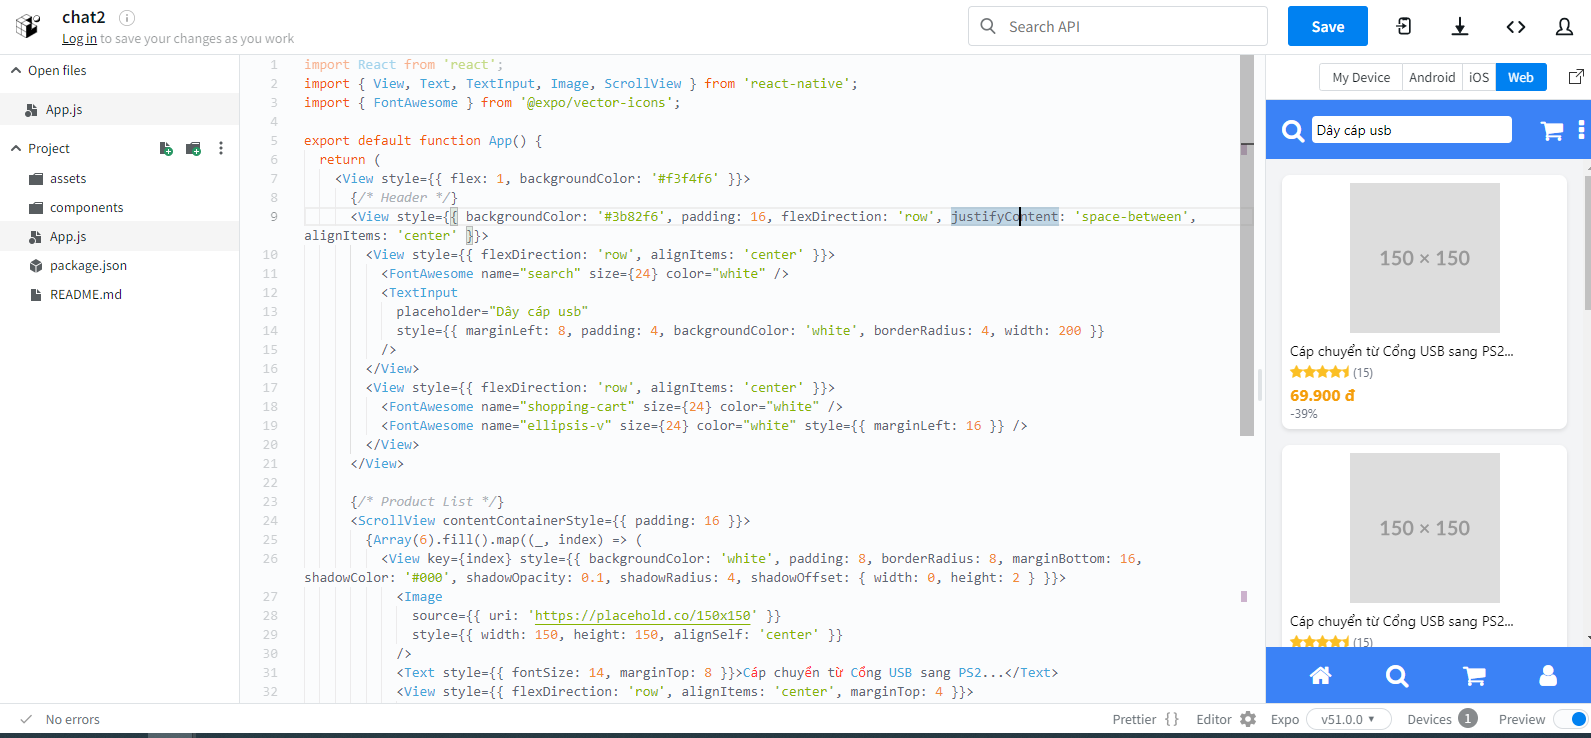 chat2
Log in to save your changes as you work
Search API
Save
Open files
App.js
Project
assets
components
App.js
package.json
README.md
1 import React from 'react';
2 import { View, Text, TextInput, Image, ScrollView } from 'react-native';
3 import { FontAwesome } from '@expo/vector-icons';
4
5 export default function App() {
6 return (
7 <View style={{ flex: 1, backgroundColor: '#f3f4f6' }}>
8 {/* Header */}
9 <View style={{ backgroundColor: '#3b82f6', padding: 16, flexDirection: 'row', justifyContent: 'space-between',
alignItems: 'center' }}>
10 <View style={{ flexDirection: 'row', alignItems: 'center' }}>
11 <FontAwesome name="search" size={24} color="white" />
12 <TextInput
13 placeholder="Dây cáp usb"
14 style={{ marginLeft: 8, padding: 4, backgroundColor: 'white', borderRadius: 4, width: 200 }}
15 />
16 </View>
17 <View style={{ flexDirection: 'row', alignItems: 'center' }}>
18 <FontAwesome name="shopping-cart" size={24} color="white" />
19 <FontAwesome name="ellipsis-v" size={24} color="white" style={{ marginLeft: 16 }} />
20 </View>
21 </View>
22
23 {/* Product List */}
24 <ScrollView contentContainerStyle={{ padding: 16 }}>
25 {Array(6).fill().map((_, index) => (
26 <View key={index} style={{ backgroundColor: 'white', padding: 8, borderRadius: 8, marginBottom: 16,
shadowColor: '#000', shadowOpacity: 0.1, shadowRadius: 4, shadowOffset: { width: 0, height: 2 } }}>
27 <Image
28 source={{ uri: 'https://placehold.co/150x150' }}
29 style={{ width: 150, height: 150, alignSelf: 'center' }}
30 />
31 <Text style={{ fontSize: 14, marginTop: 8 }}>Cáp chuyển từ Cổng USB sang PS2...</Text>
32 <View style={{ flexDirection: 'row', alignItems: 'center', marginTop: 4 }}>
My Device Android iOS Web
Dây cáp usb
150 × 150
Cáp chuyển từ Cổng USB sang PS2...
(15)
69.900 đ
-39%
150 × 150
Cáp chuyển từ Cổng USB sang PS2...
(15)
No errors
Prettier {} Editor Expo v51.0.0 Devices 1 Preview